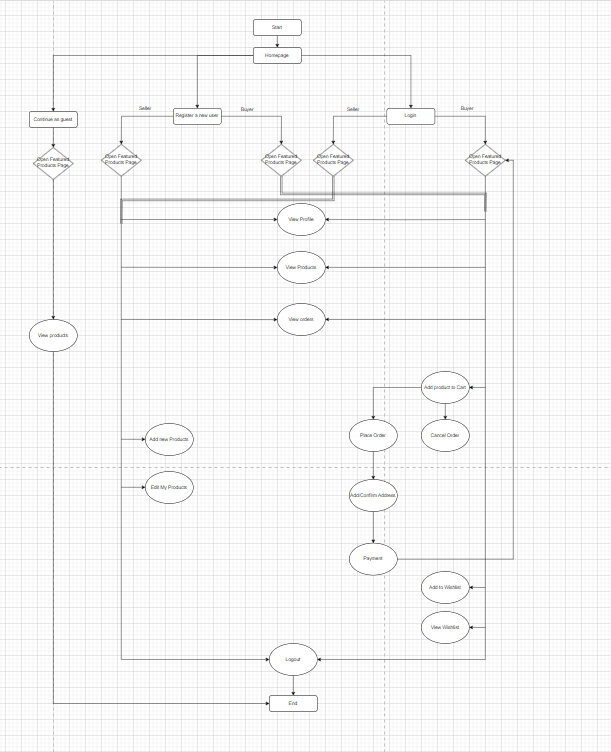 Start
Homepage
Seller
Buyer
Seller
Buyer
Continue as guest
Register a new user
Login
Open Featured
Products Page
Open Featured
Products Page
Open Featured
Products Page
Open Featured
Products Page
Open Featured
Products Page
View Profile
View Products
View orders
View products
Add product to Cart
Place Order
Cancel Order
Add new Products
Edit My Products
Add/Confirm Address
Payment
Add to Wishlist
View Wishlist
Logout
End